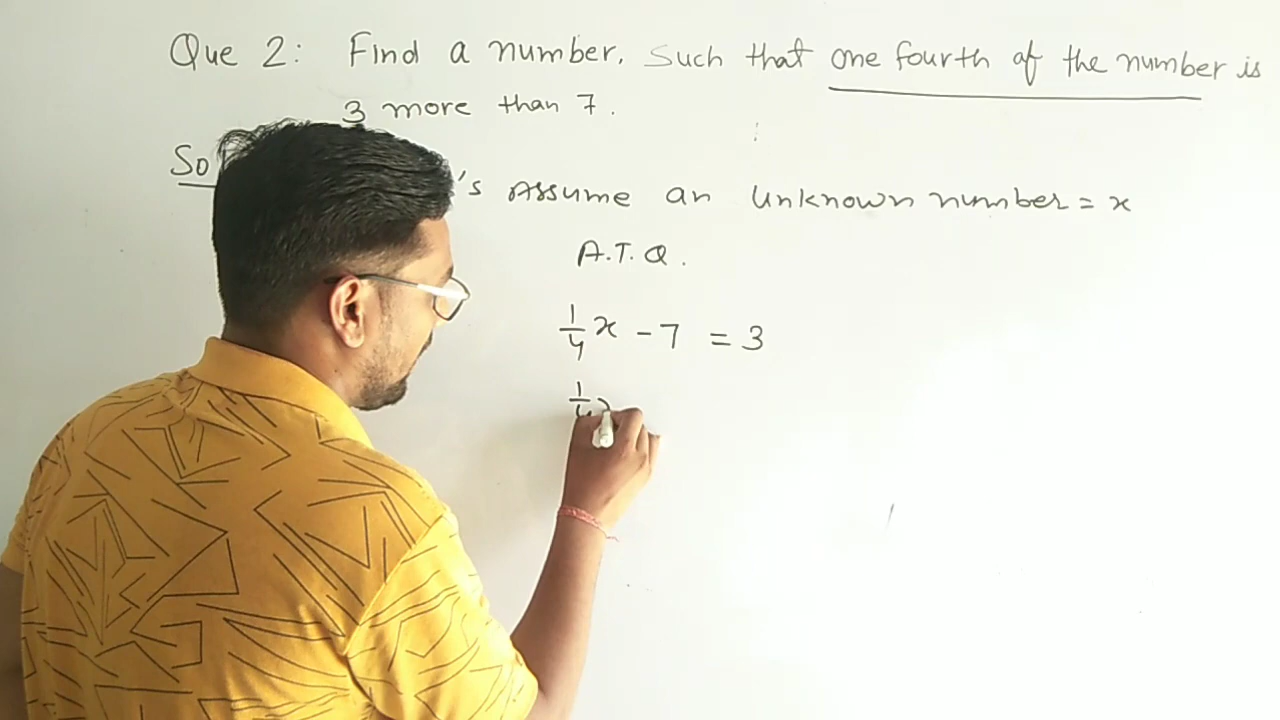 Que 2: Find a number, Such that one fourth of the number is
3 more than 7.
So
's Assume an Unknown number = x
A.T.Q.
1/4 x - 7 = 3
1/4